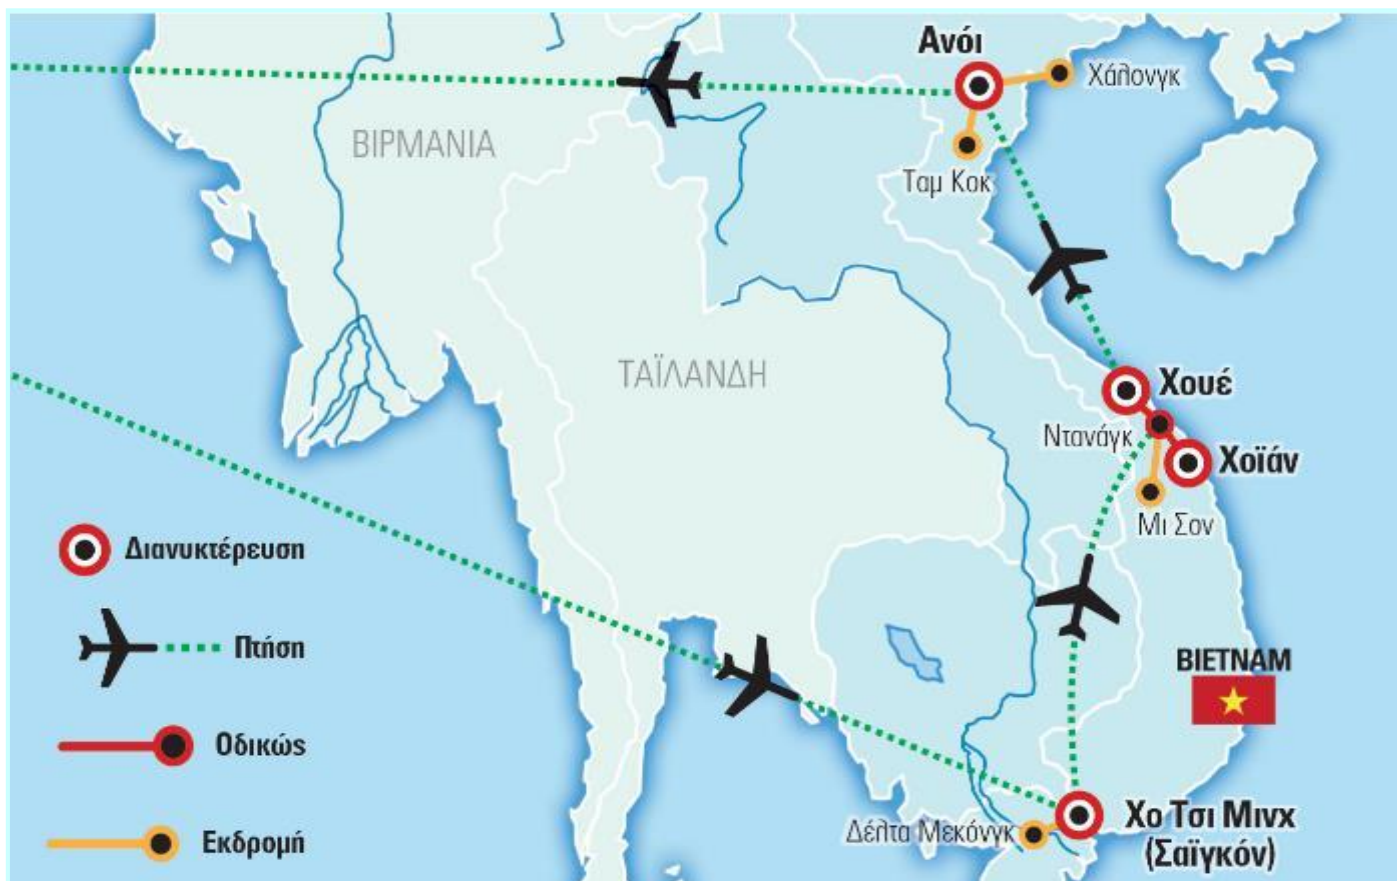 Ανόι
Χάλονγκ
ΒΙΡΜΑΝΙΑ
Ταμ Κοκ
ΤΑΪΛΑΝΔΗ
Χουέ
Ντανάγκ
Χοϊάν
Μι Σον
Διανυκτέρευση
Πτήση
ΒΙΕΤΝΑΜ
Οδικώς
Εκδρομή
Δέλτα Μεκόνγκ
Χο Τσι Μινχ
(Σαϊγκόν)